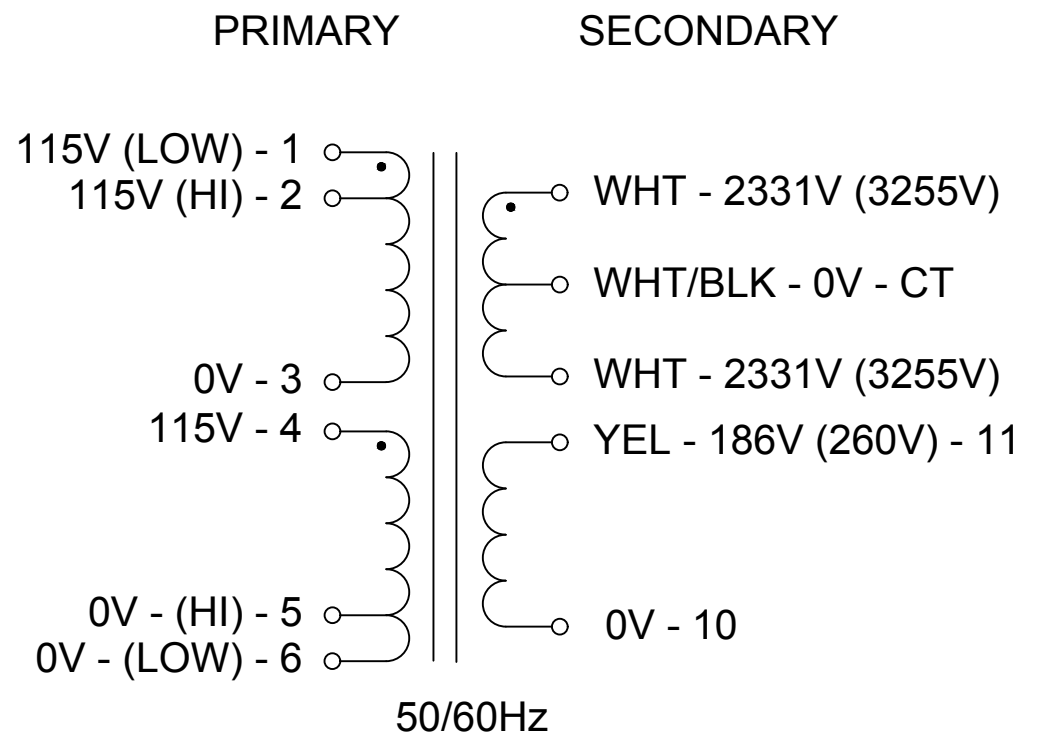 PRIMARY
SECONDARY
115V (LOW) - 1
115V (HI) - 2
0V - 3
115V - 4
0V - (HI) - 5
0V - (LOW) - 6
WHT - 2331V (3255V)
WHT/BLK - 0V - CT
WHT - 2331V (3255V)
YEL - 186V (260V) - 11
0V - 10
50/60Hz